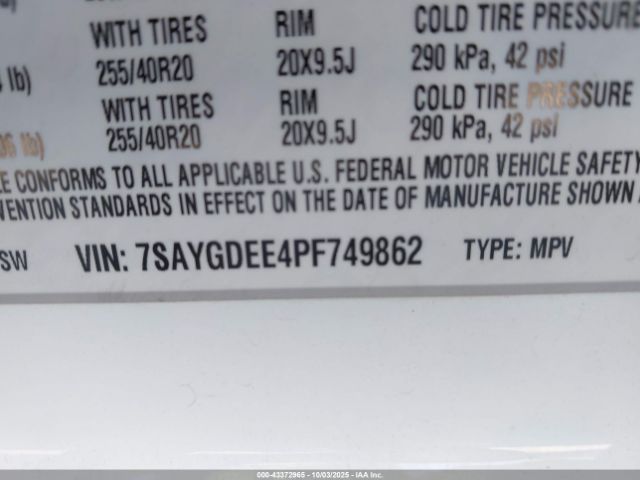 WITH TIRES RIM COLD TIRE PRESSURE
lb) 255/40R20 20X9.5J 290 kPa, 42 psi
WITH TIRES RIM COLD TIRE PRESSURE
lb) 255/40R20 20X9.5J 290 kPa, 42 psi
CONFORMS TO ALL APPLICABLE U.S. FEDERAL MOTOR VEHICLE SAFETY
VENTION STANDARDS IN EFFECT ON THE DATE OF MANUFACTURE SHOWN
SW VIN: 7SAYGDEE4PF749862 TYPE: MPV
000-43372965 - 10/03/2025 - IAA Inc.